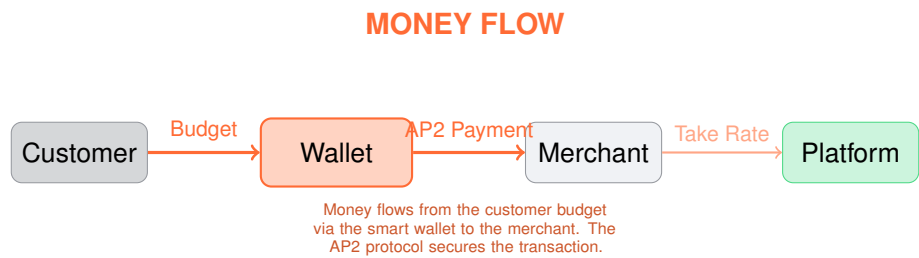 MONEY FLOW
Budget
AP2 Payment
Take Rate
Customer
Wallet
Merchant
Platform
Money flows from the customer budget
via the smart wallet to the merchant. The
AP2 protocol secures the transaction.